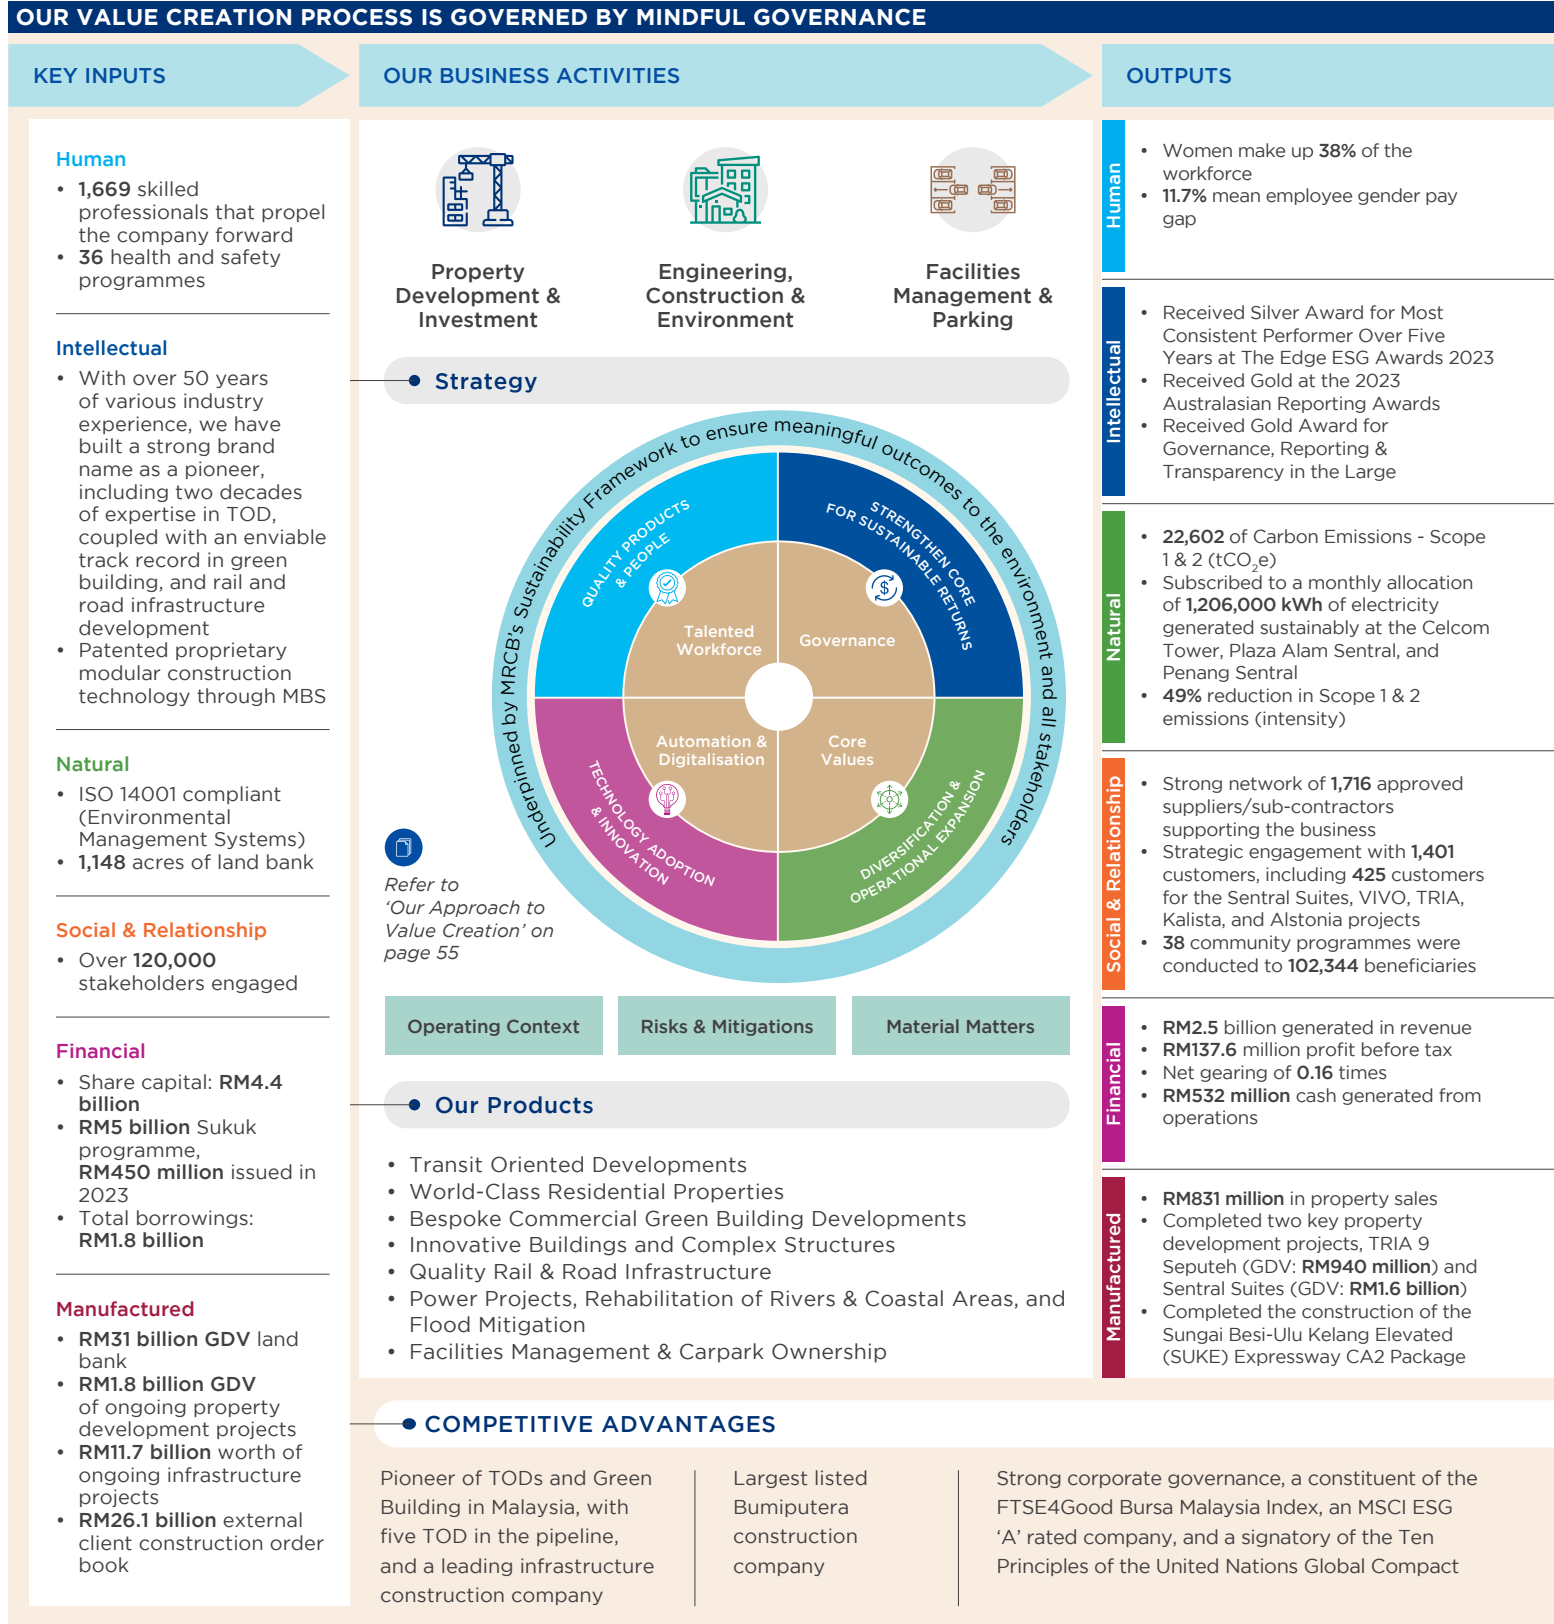 OUR VALUE CREATION PROCESS IS GOVERNED BY MINDFUL GOVERNANCE
KEY INPUTS
Human
• 1,669 skilled
professionals that propel
the company forward
• 36 health and safety
programmes
Intellectual
• With over 50 years
of various industry
experience, we have
built a strong brand
name as a pioneer,
including two decades
of expertise in TOD,
coupled with an enviable
track record in green
building, and rail and
road infrastructure
development
• Patented proprietary
modular construction
technology through MBS
Natural
• ISO 14001 compliant
(Environmental
Management Systems)
• 1,148 acres of land bank
Social & Relationship
• Over 120,000
stakeholders engaged
Financial
• Share capital: RM4.4
billion
• RM5 billion Sukuk
programme,
RM450 million issued in
2023
• Total borrowings:
RM1.8 billion
Manufactured
• RM31 billion GDV land
bank
• RM1.8 billion GDV
of ongoing property
development projects
• RM11.7 billion worth of
ongoing infrastructure
projects
• RM26.1 billion external
client construction order
book
OUR BUSINESS ACTIVITIES
Property
Development &
Investment
Engineering,
Construction &
Environment
Facilities
Management &
Parking
Strategy
Underpinned by MRCB's Sustainability Framework to ensure meaningful outcomes to the environment and all stakeholders
QUALITY PRODUCTS
& PEOPLE
STRENGTHEN CORE
FOR SUSTAINABLE RETURNS
$
Talented
Workforce
Governance
Automation &
Digitalisation
Core
Values
TECHNOLOGY ADOPTION
& INNOVATION
DIVERSIFICATION &
OPERATIONAL EXPANSION
Refer to
‘Our Approach to
Value Creation’ on
page 55
Operating Context
Risks & Mitigations
Material Matters
Our Products
• Transit Oriented Developments
• World-Class Residential Properties
• Bespoke Commercial Green Building Developments
• Innovative Buildings and Complex Structures
• Quality Rail & Road Infrastructure
• Power Projects, Rehabilitation of Rivers & Coastal Areas, and
Flood Mitigation
• Facilities Management & Carpark Ownership
OUTPUTS
Human
• Women make up 38% of the
workforce
• 11.7% mean employee gender pay
gap
Intellectual
• Received Silver Award for Most
Consistent Performer Over Five
Years at The Edge ESG Awards 2023
• Received Gold at the 2023
Australasian Reporting Awards
• Received Gold Award for
Governance, Reporting &
Transparency in the Large
Natural
• 22,602 of Carbon Emissions - Scope
1 & 2 (tCO2e)
• Subscribed to a monthly allocation
of 1,206,000 kWh of electricity
generated sustainably at the Celcom
Tower, Plaza Alam Sentral, and
Penang Sentral
• 49% reduction in Scope 1 & 2
emissions (intensity)
Social & Relationship
• Strong network of 1,716 approved
suppliers/sub-contractors
supporting the business
• Strategic engagement with 1,401
customers, including 425 customers
for the Sentral Suites, VIVO, TRIA,
Kalista, and Alstonia projects
• 38 community programmes were
conducted to 102,344 beneficiaries
Financial
• RM2.5 billion generated in revenue
• RM137.6 million profit before tax
• Net gearing of 0.16 times
• RM532 million cash generated from
operations
Manufactured
• RM831 million in property sales
• Completed two key property
development projects, TRIA 9
Seputeh (GDV: RM940 million) and
Sentral Suites (GDV: RM1.6 billion)
• Completed the construction of the
Sungai Besi-Ulu Kelang Elevated
(SUKE) Expressway CA2 Package
COMPETITIVE ADVANTAGES
Pioneer of TODs and Green
Building in Malaysia, with
five TOD in the pipeline,
and a leading infrastructure
construction company
Largest listed
Bumiputera
construction
company
Strong corporate governance, a constituent of the
FTSE4Good Bursa Malaysia Index, an MSCI ESG
‘A’ rated company, and a signatory of the Ten
Principles of the United Nations Global Compact